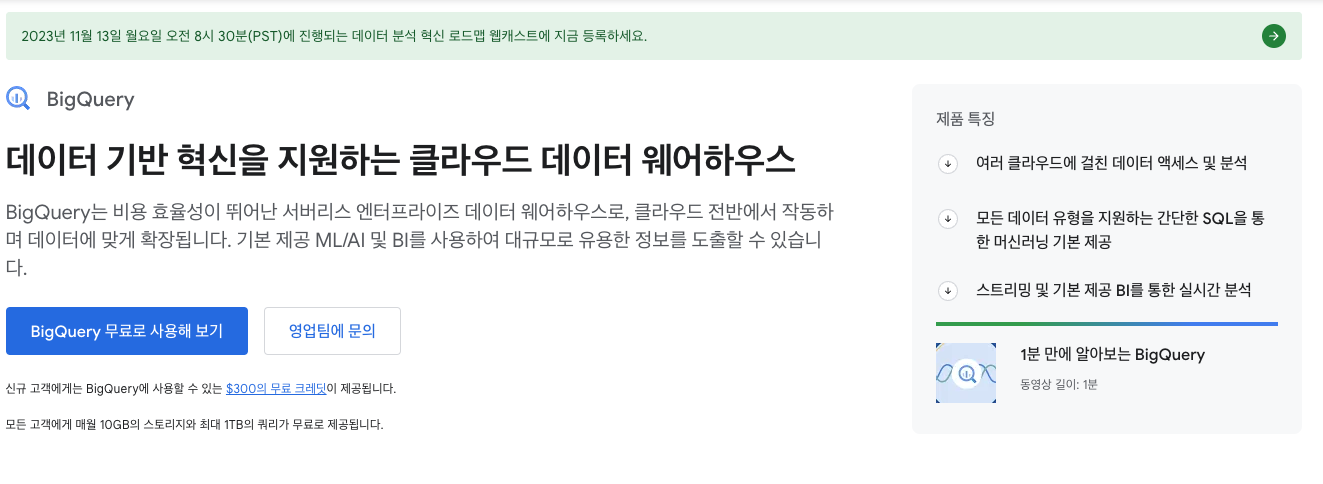 2023년 11월 13일 월요일 오전 8시 30분(PST)에 진행되는 데이터 분석 혁신 로드맵 웹캐스트에 지금 등록하세요.
BigQuery
데이터 기반 혁신을 지원하는 클라우드 데이터 웨어하우스
BigQuery는 비용 효율성이 뛰어난 서버리스 엔터프라이즈 데이터 웨어하우스로, 클라우드 전반에서 작동하
며 데이터에 맞게 확장됩니다. 기본 제공 ML/AI 및 BI를 사용하여 대규모로 유용한 정보를 도출할 수 있습니
다.
BigQuery 무료로 사용해 보기
영업팀에 문의
신규 고객에게는 BigQuery에 사용할 수 있는 $300의 무료 크레딧이 제공됩니다.
모든 고객에게 매월 10GB의 스토리지와 최대 1TB의 쿼리가 무료로 제공됩니다.
제품 특징
여러 클라우드에 걸친 데이터 액세스 및 분석
모든 데이터 유형을 지원하는 간단한 SQL을 통
한 머신러닝 기본 제공
스트리밍 및 기본 제공 BI를 통한 실시간 분석
1분 만에 알아보는 BigQuery
동영상 길이: 1분